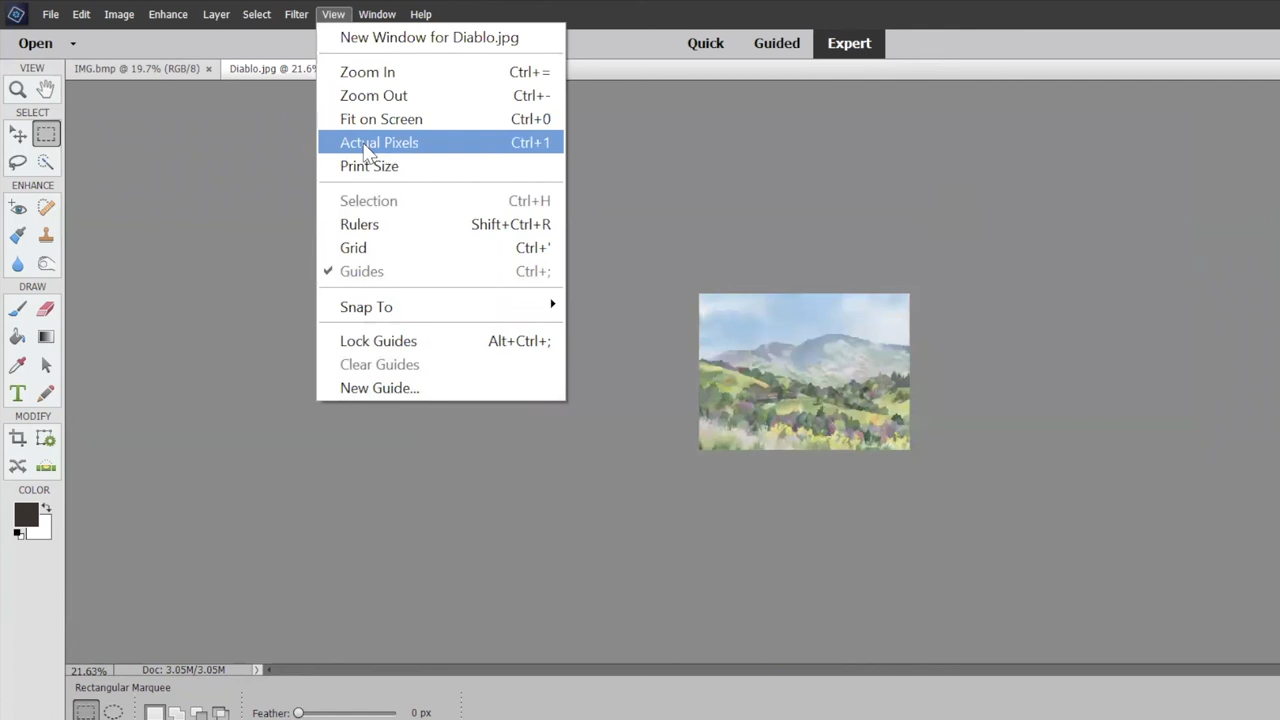 File Edit Image Enhance Layer Select Filter View Window Help
Open Quick Guided Expert
VIEW IMG.bmp @ 19.7% (RGB/8) × Diablo.jpg @ 21.6%
New Window for Diablo.jpg
Zoom In Ctrl+=
Zoom Out Ctrl+-
Fit on Screen Ctrl+0
Actual Pixels Ctrl+1
Print Size
Selection Ctrl+H
Rulers Shift+Ctrl+R
Grid Ctrl+'
Guides Ctrl+;
Snap To
Lock Guides Alt+Ctrl+;
Clear Guides
New Guide...
SELECT
ENHANCE
DRAW
T
MODIFY
COLOR
21.63% Doc: 3.05M/3.05M
Rectangular Marquee
Feather: 0 px